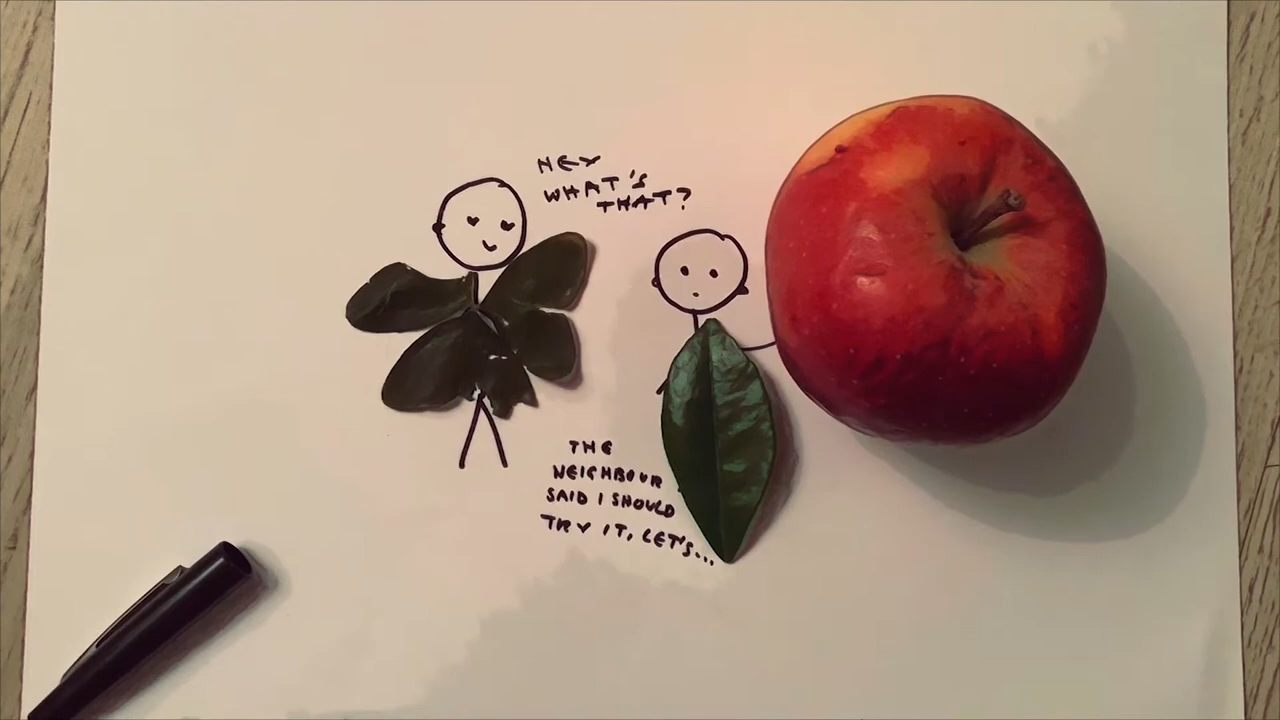 HEY
WHAT'S
THAT?
THE
NEIGHBOUR
SAID I SHOULD
TRY IT, LET'S...